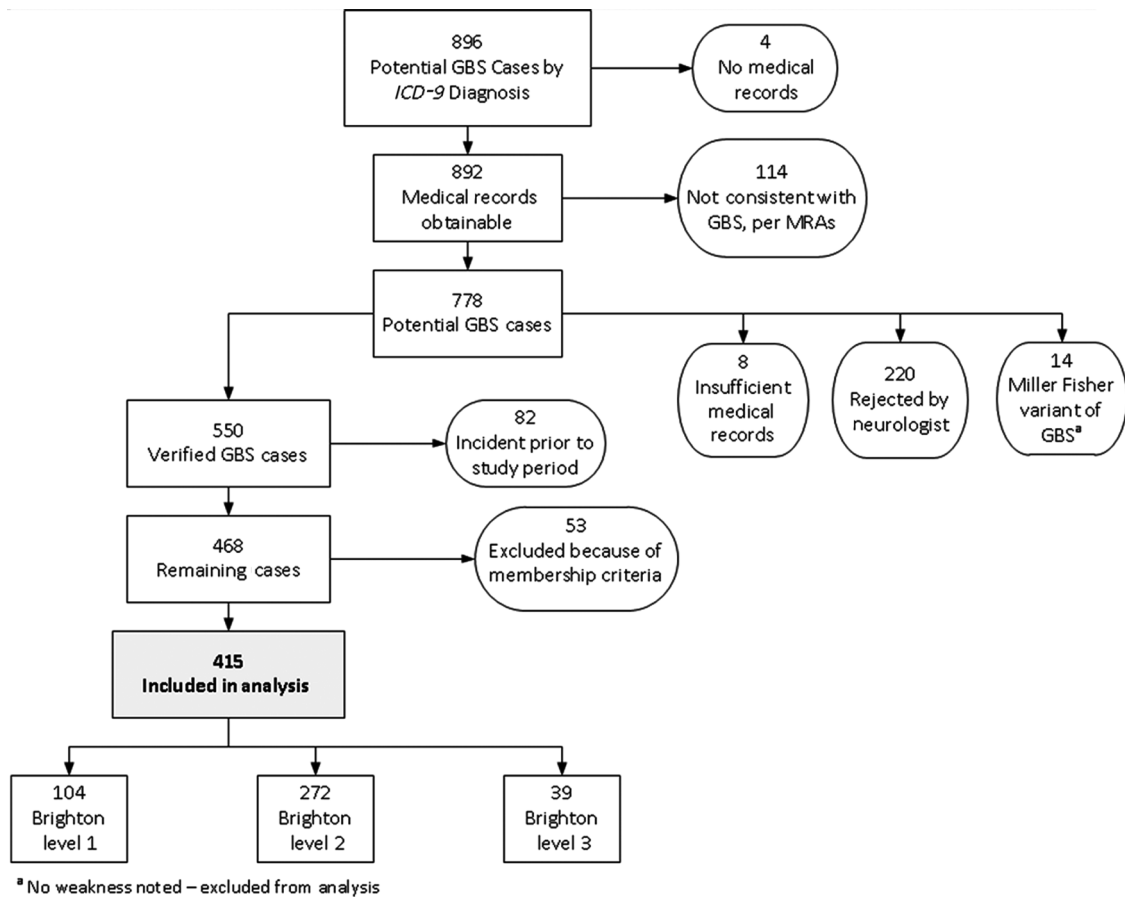 896
Potential GBS Cases by
ICD-9 Diagnosis
4
No medical
records
892
Medical records
obtainable
114
Not consistent with
GBS, per MRAs
778
Potential GBS cases
8
Insufficient
medical
records
220
Rejected by
neurologist
14
Miller Fisher
variant of
GBSᵃ
550
Verified GBS cases
82
Incident prior to
study period
468
Remaining cases
53
Excluded because of
membership criteria
415
Included in analysis
104
Brighton
level 1
272
Brighton
level 2
39
Brighton
level 3
ᵃ No weakness noted – excluded from analysis